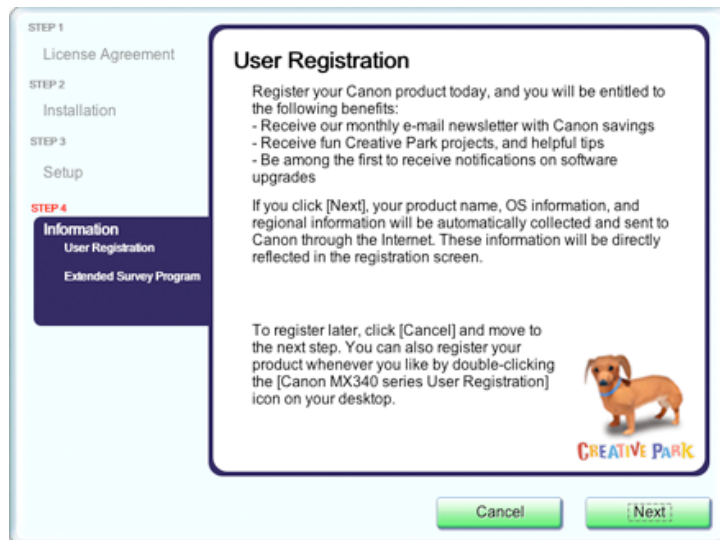 STEP 1
License Agreement
STEP 2
Installation
STEP 3
Setup
STEP 4
Information
User Registration
Extended Survey Program
User Registration
Register your Canon product today, and you will be entitled to
the following benefits:
- Receive our monthly e-mail newsletter with Canon savings
- Receive fun Creative Park projects, and helpful tips
- Be among the first to receive notifications on software
upgrades
If you click [Next], your product name, OS information, and
regional information will be automatically collected and sent to
Canon through the Internet. These information will be directly
reflected in the registration screen.
To register later, click [Cancel] and move to
the next step. You can also register your
product whenever you like by double-clicking
the [Canon MX340 series User Registration]
icon on your desktop.
CREATIVE PARK
Cancel
Next